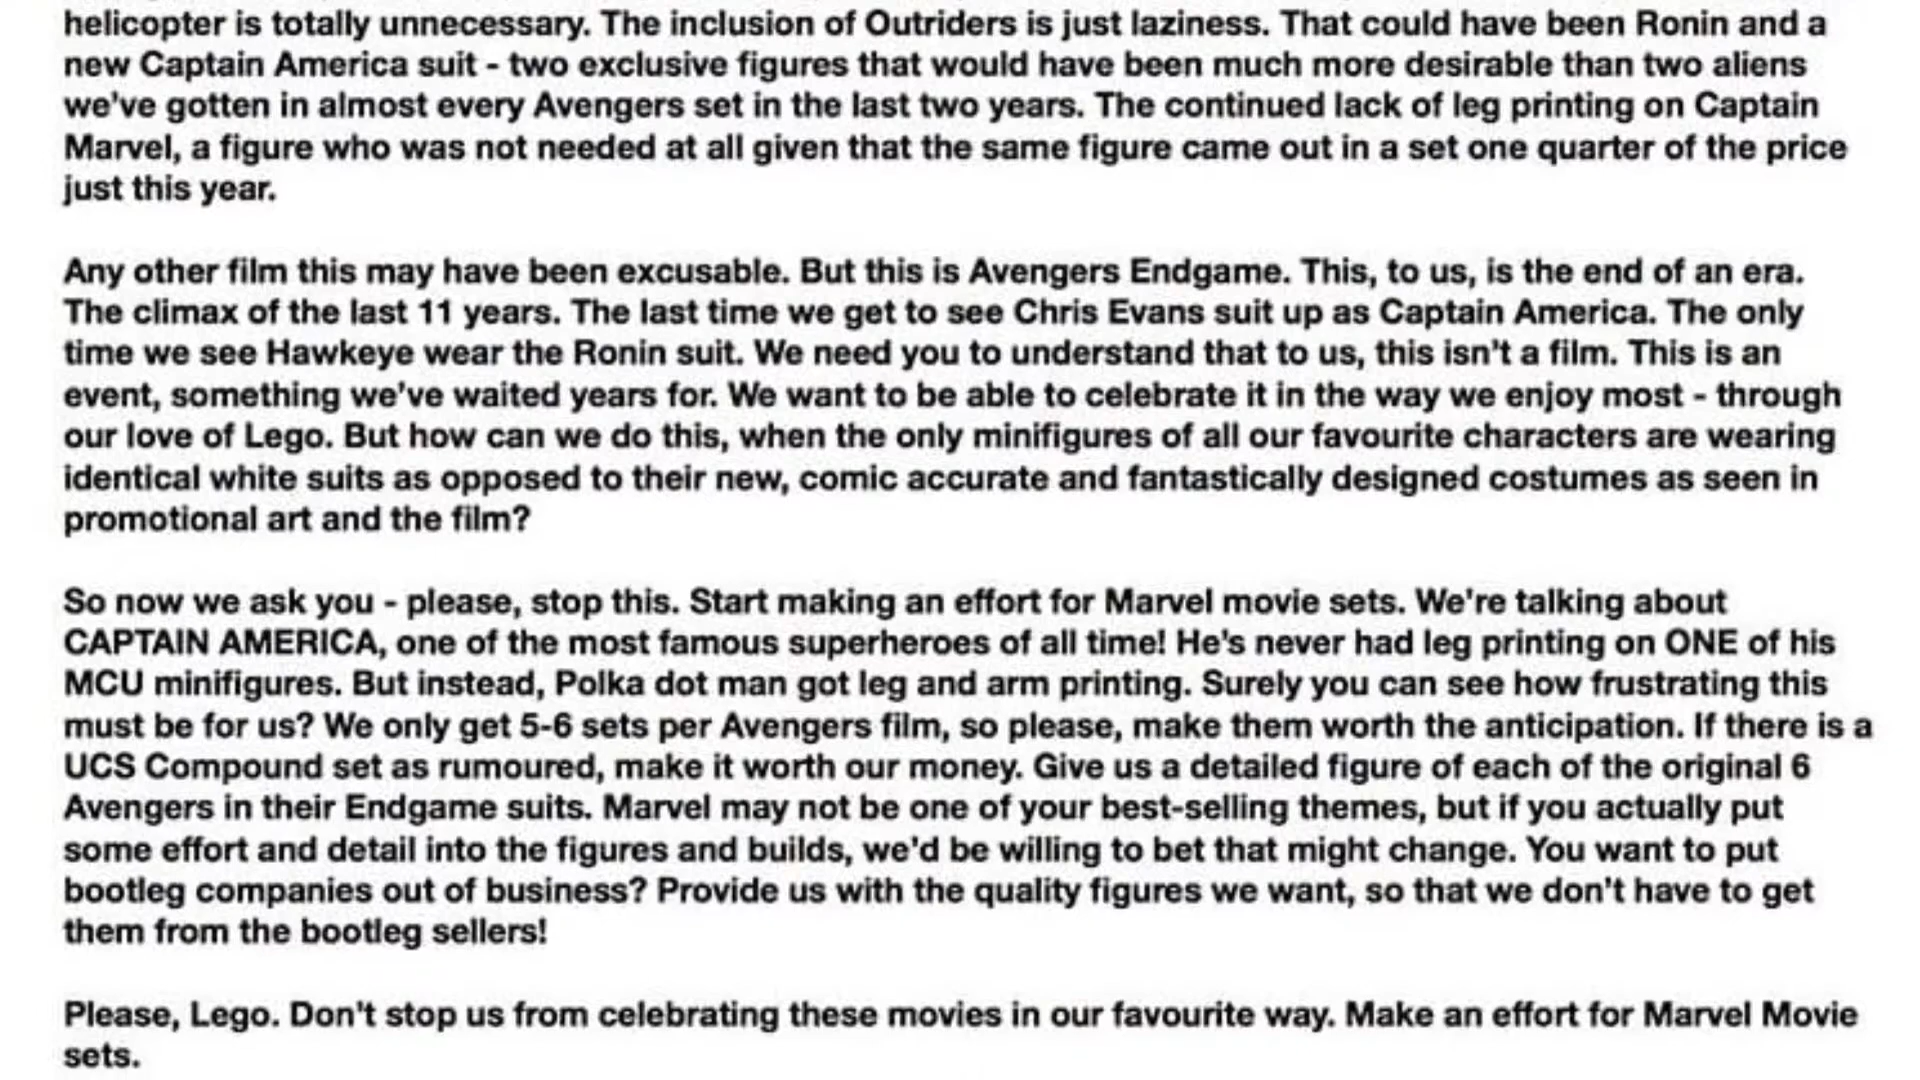 helicopter is totally unnecessary. The inclusion of Outriders is just laziness. That could have been Ronin and a
new Captain America suit - two exclusive figures that would have been much more desirable than two aliens
we've gotten in almost every Avengers set in the last two years. The continued lack of leg printing on Captain
Marvel, a figure who was not needed at all given that the same figure came out in a set one quarter of the price
just this year.
Any other film this may have been excusable. But this is Avengers Endgame. This, to us, is the end of an era.
The climax of the last 11 years. The last time we get to see Chris Evans suit up as Captain America. The only
time we see Hawkeye wear the Ronin suit. We need you to understand that to us, this isn't a film. This is an
event, something we've waited years for. We want to be able to celebrate it in the way we enjoy most - through
our love of Lego. But how can we do this, when the only minifigures of all our favourite characters are wearing
identical white suits as opposed to their new, comic accurate and fantastically designed costumes as seen in
promotional art and the film?
So now we ask you - please, stop this. Start making an effort for Marvel movie sets. We're talking about
CAPTAIN AMERICA, one of the most famous superheroes of all time! He's never had leg printing on ONE of his
MCU minifigures. But instead, Polka dot man got leg and arm printing. Surely you can see how frustrating this
must be for us? We only get 5-6 sets per Avengers film, so please, make them worth the anticipation. If there is a
UCS Compound set as rumoured, make it worth our money. Give us a detailed figure of each of the original 6
Avengers in their Endgame suits. Marvel may not be one of your best-selling themes, but if you actually put
some effort and detail into the figures and builds, we'd be willing to bet that might change. You want to put
bootleg companies out of business? Provide us with the quality figures we want, so that we don't have to get
them from the bootleg sellers!
Please, Lego. Don't stop us from celebrating these movies in our favourite way. Make an effort for Marvel Movie
sets.